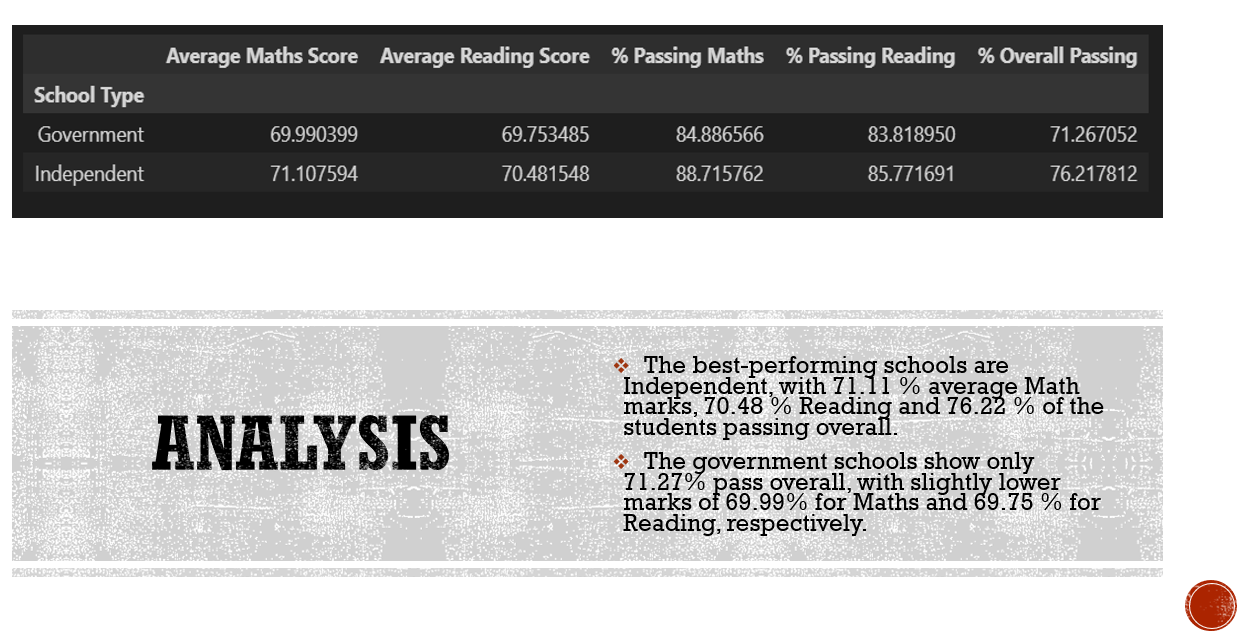 Average Maths Score Average Reading Score % Passing Maths % Passing Reading % Overall Passing
School Type
Government 69.990399 69.753485 84.886566 83.818950 71.267052
Independent 71.107594 70.481548 88.715762 85.771691 76.217812
ANALYSIS
The best-performing schools are
Independent, with 71.11 % average Math
marks, 70.48 % Reading and 76.22 % of the
students passing overall.
The government schools show only
71.27% pass overall, with slightly lower
marks of 69.99% for Maths and 69.75 % for
Reading, respectively.